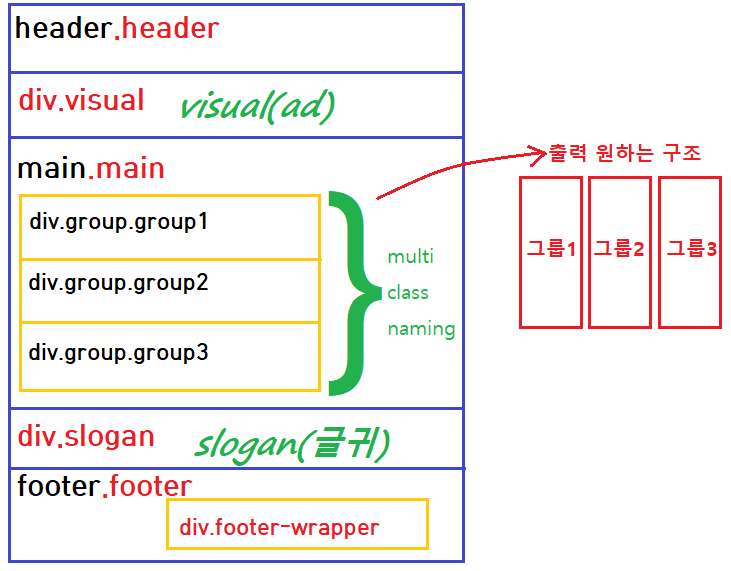 header.header
div.visual visual(ad)
main.main
div.group.group1
div.group.group2
div.group.group3
multi
class
naming
출력 원하는 구조
그룹1 그룹2 그룹3
div.slogan slogan(글귀)
footer.footer
div.footer-wrapper